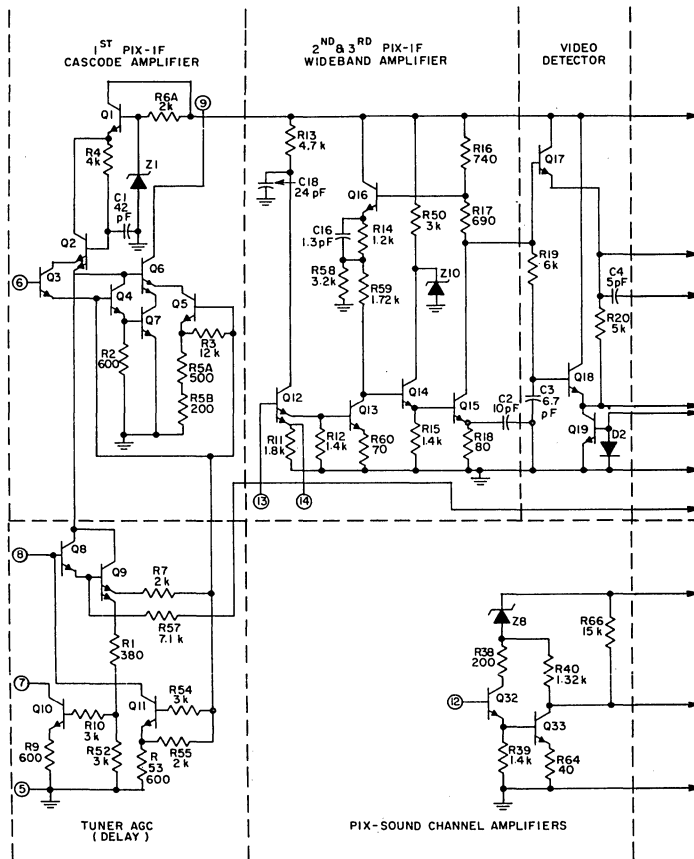 1ST PIX-IF
CASCODE AMPLIFIER
2ND & 3RD PIX-IF
WIDEBAND AMPLIFIER
VIDEO
DETECTOR
Q1
R6A
2k
9
R4
4k
Z1
C1
42
pF
Q2
Q3
6
Q6
Q4
Q7
Q5
R3
12k
R2
600
R5A
500
R5B
200
R13
4.7k
C18
24 pF
Q16
C16
1.3pF
R14
1.2k
R58
3.2k
R59
1.72k
R50
3k
Z10
R16
740
R17
690
Q12
Q13
Q14
Q15
R11
1.8k
R12
1.4k
R60
70
R15
1.4k
R18
80
C2
10pF
13
14
Q17
R19
6k
C4
5pF
R20
5k
Q18
C3
6.7
pF
Q19
D2
8
Q8
Q9
R7
2k
R57
7.1k
R1
380
7
Q10
R10
3k
Q11
R54
3k
R9
600
R52
3k
R
53
600
R55
2k
5
Z8
R38
200
R40
1.32k
R66
15k
12
Q32
Q33
R39
1.4k
R64
40
TUNER AGC
(DELAY)
PIX-SOUND CHANNEL AMPLIFIERS